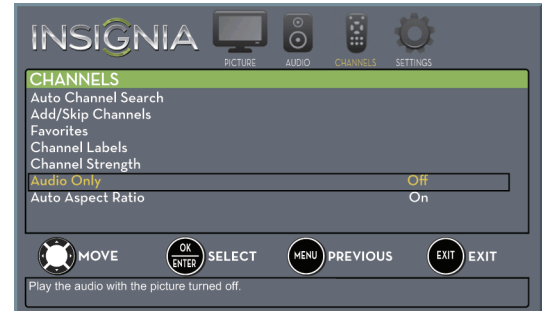 INSIGNIA
PICTURE AUDIO CHANNELS SETTINGS
CHANNELS
Auto Channel Search
Add/Skip Channels
Favorites
Channel Labels
Channel Strength
Audio Only Off
Auto Aspect Ratio On
MOVE OK ENTER SELECT MENU PREVIOUS EXIT EXIT
Play the audio with the picture turned off.